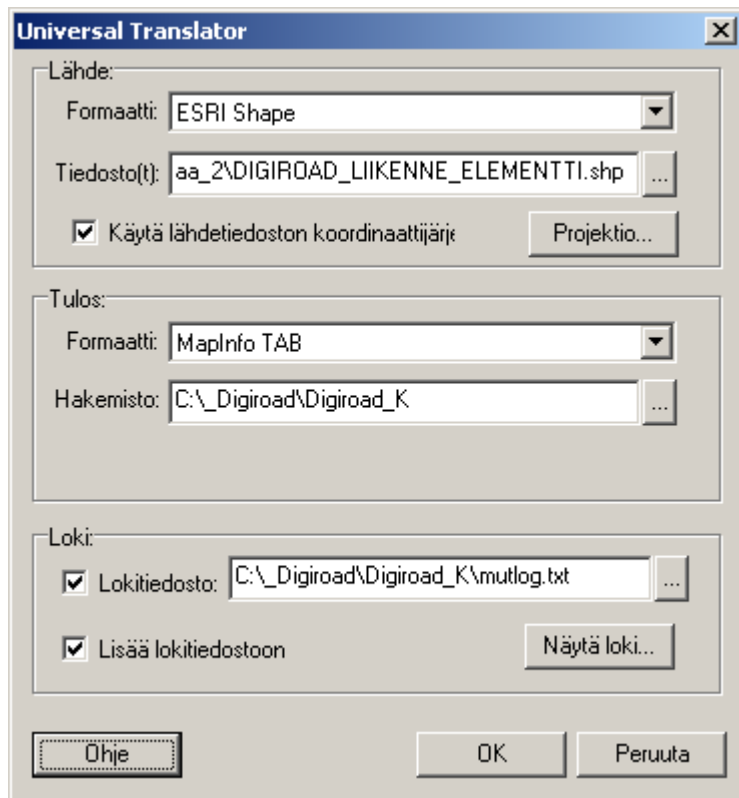 Universal Translator
Lähde:
Formaatti: ESRI Shape
Tiedosto(t): aa_2\DIGIROAD_LIIKENNE_ELEMENTTI.shp ...
Käytä lähdetiedoston koordinaattijärje Projektio...
Tulos:
Formaatti: MapInfo TAB
Hakemisto: C:\_Digiroad\Digiroad_K ...
Loki:
Lokitiedosto: C:\_Digiroad\Digiroad_K\mutlog.txt ...
Lisää lokitiedostoon Näytä loki...
Ohje OK Peruuta